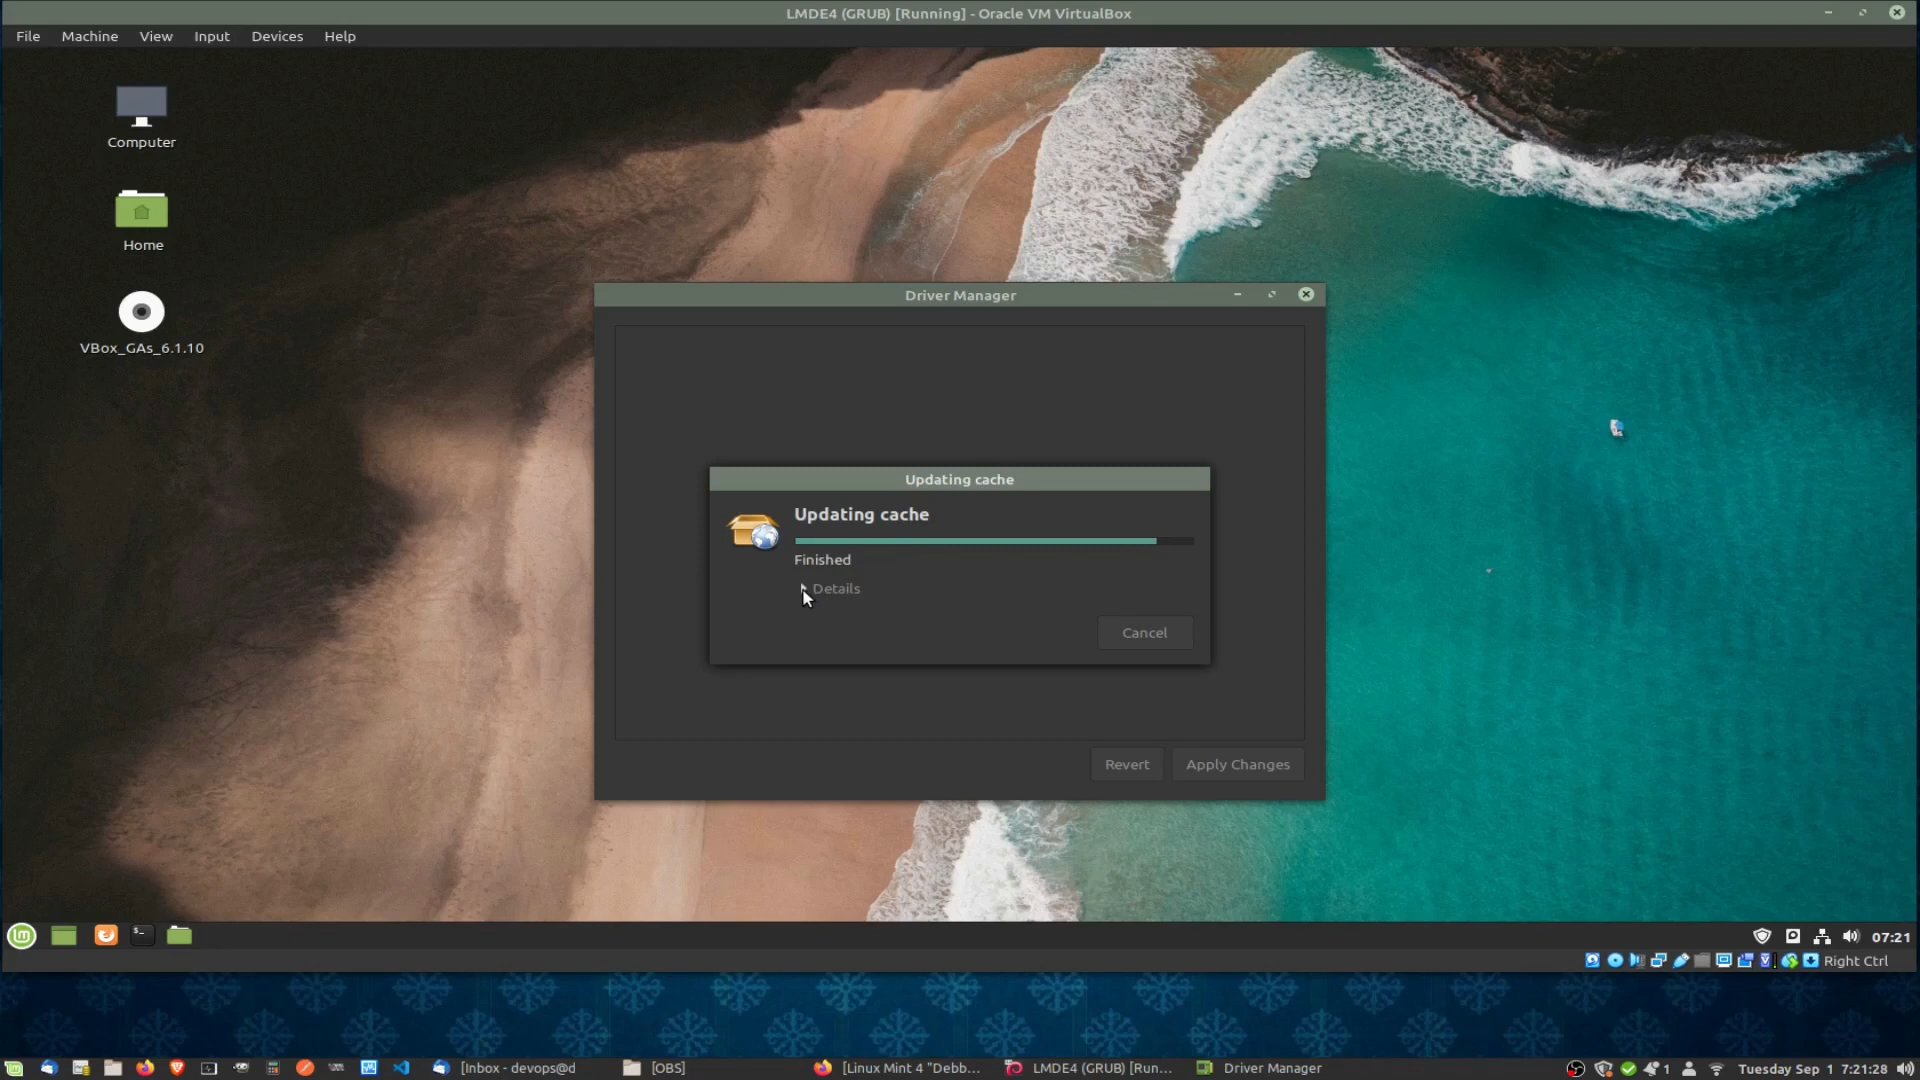 LMDE4 (GRUB) [Running] - Oracle VM VirtualBox
File Machine View Input Devices Help
Computer
Home
VBox_GAs_6.1.10
Driver Manager
Updating cache
Updating cache
Finished
Details
Cancel
Revert Apply Changes
07:21
Right Ctrl
[Inbox - devops@d [OBS] [Linux Mint 4 "Debb... LMDE4 (GRUB) [Run... Driver Manager 1 Tuesday Sep 1 7:21:28